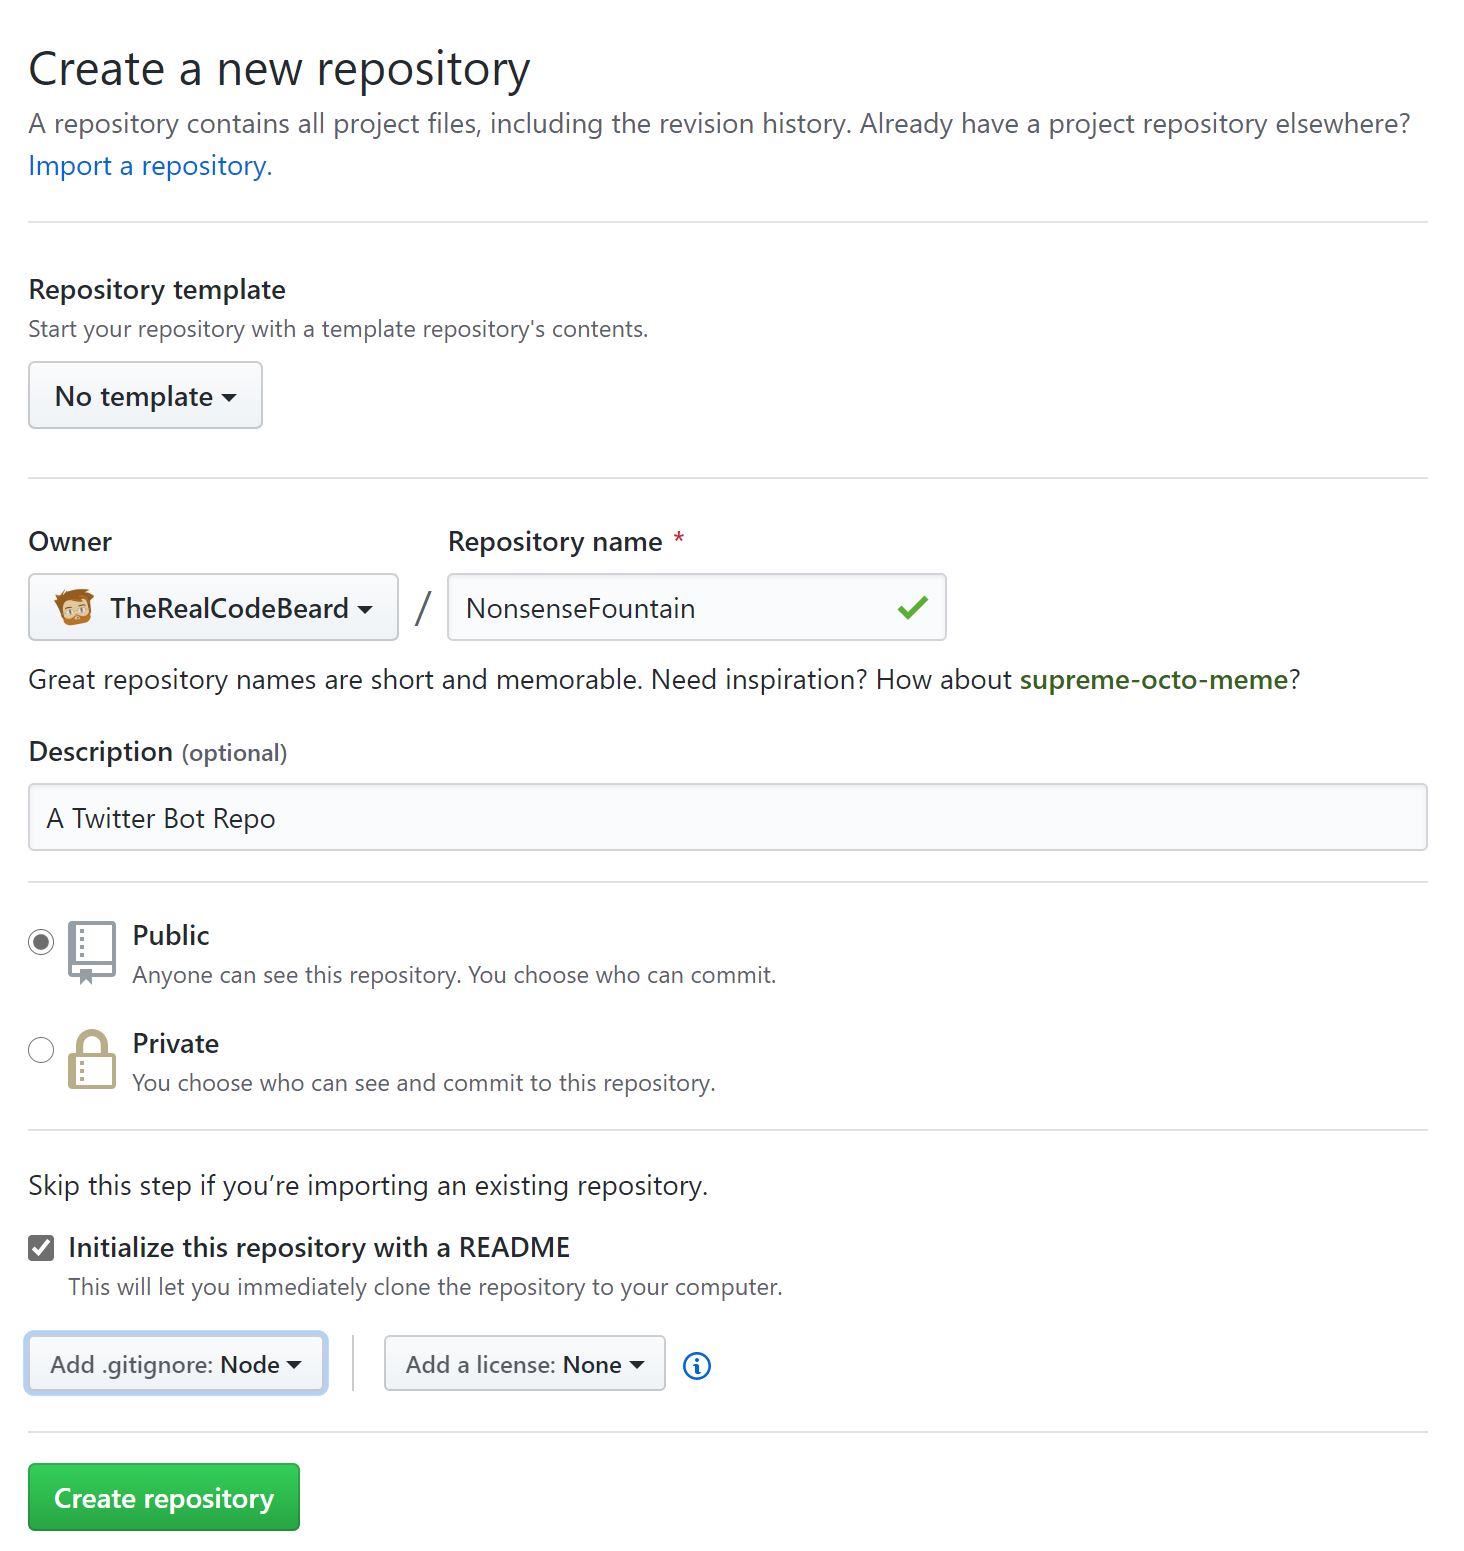 Create a new repository
A repository contains all project files, including the revision history. Already have a project repository elsewhere?
Import a repository.
Repository template
Start your repository with a template repository's contents.
No template
Owner
Repository name *
TheRealCodeBeard / NonsenseFountain
Great repository names are short and memorable. Need inspiration? How about supreme-octo-meme?
Description (optional)
A Twitter Bot Repo
Public
Anyone can see this repository. You choose who can commit.
Private
You choose who can see and commit to this repository.
Skip this step if you’re importing an existing repository.
Initialize this repository with a README
This will let you immediately clone the repository to your computer.
Add .gitignore: Node
Add a license: None
Create repository